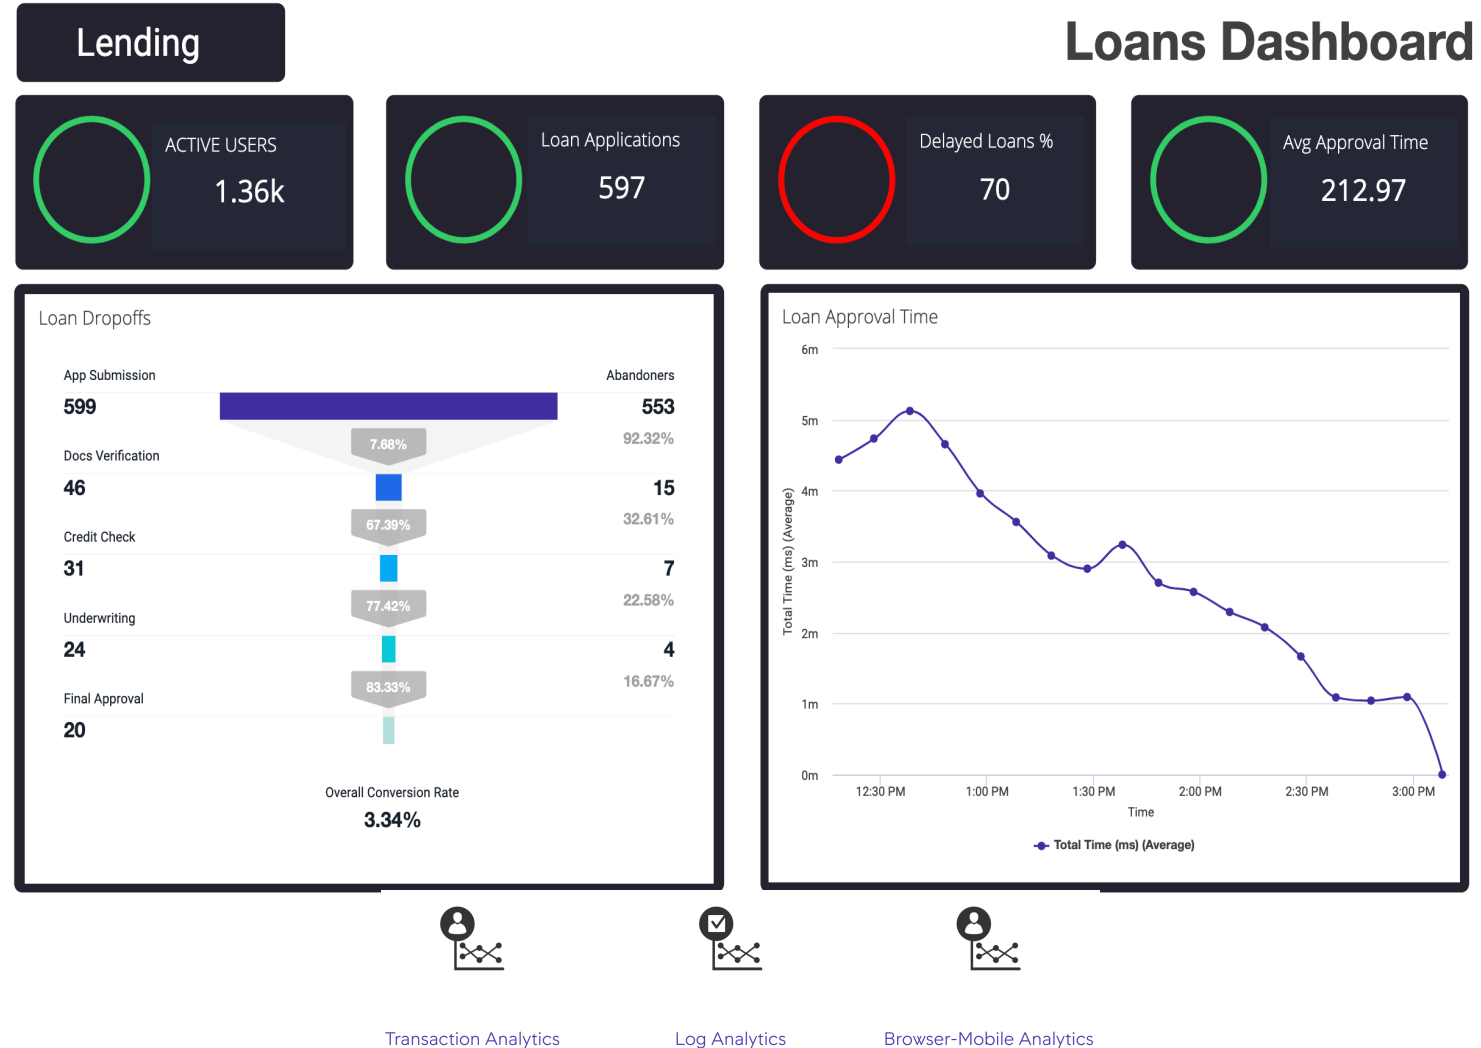 Lending
Loans Dashboard
ACTIVE USERS
1.36k
Loan Applications
597
Delayed Loans %
70
Avg Approval Time
212.97
Loan Dropoffs
App Submission
Abandoners
599
553
7.68%
92.32%
Docs Verification
46
15
67.39%
32.61%
Credit Check
31
7
77.42%
22.58%
Underwriting
24
4
83.33%
16.67%
Final Approval
20
Overall Conversion Rate
3.34%
Loan Approval Time
6m
5m
4m
3m
2m
1m
0m
Total Time (ms) (Average)
12:30 PM
1:00 PM
1:30 PM
2:00 PM
2:30 PM
3:00 PM
Time
Total Time (ms) (Average)
Transaction Analytics
Log Analytics
Browser-Mobile Analytics